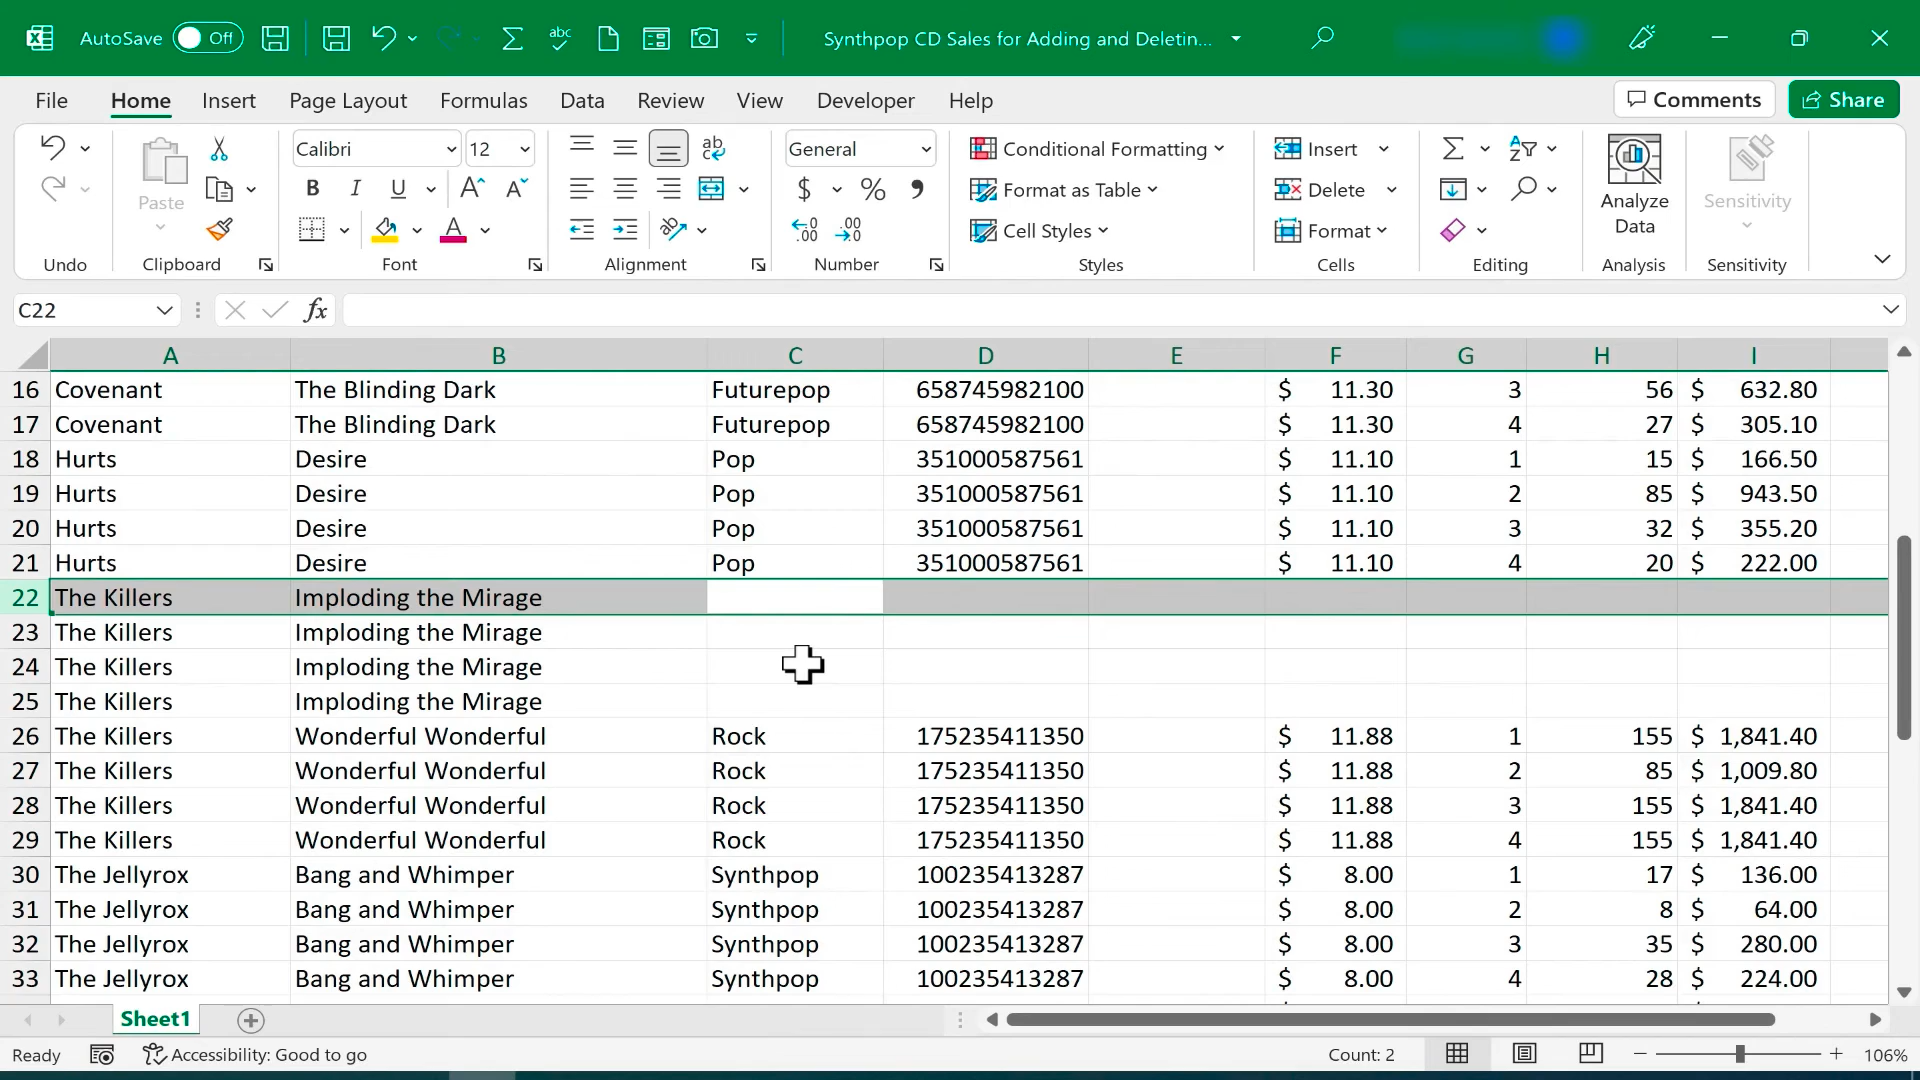 AutoSave Off Synthpop CD Sales for Adding and Deletin...
File Home Insert Page Layout Formulas Data Review View Developer Help Comments Share
Paste
Calibri 12
General
Conditional Formatting
Format as Table
Cell Styles
Insert
Delete
Format
Analyze Data
Sensitivity
Undo Clipboard Font Alignment Number Styles Cells Editing Analysis Sensitivity
C22 fx
A B C D E F G H I
16 Covenant The Blinding Dark Futurepop 658745982100 $ 11.30 3 56 $ 632.80
17 Covenant The Blinding Dark Futurepop 658745982100 $ 11.30 4 27 $ 305.10
18 Hurts Desire Pop 351000587561 $ 11.10 1 15 $ 166.50
19 Hurts Desire Pop 351000587561 $ 11.10 2 85 $ 943.50
20 Hurts Desire Pop 351000587561 $ 11.10 3 32 $ 355.20
21 Hurts Desire Pop 351000587561 $ 11.10 4 20 $ 222.00
22 The Killers Imploding the Mirage
23 The Killers Imploding the Mirage
24 The Killers Imploding the Mirage
25 The Killers Imploding the Mirage
26 The Killers Wonderful Wonderful Rock 175235411350 $ 11.88 1 155 $ 1,841.40
27 The Killers Wonderful Wonderful Rock 175235411350 $ 11.88 2 85 $ 1,009.80
28 The Killers Wonderful Wonderful Rock 175235411350 $ 11.88 3 155 $ 1,841.40
29 The Killers Wonderful Wonderful Rock 175235411350 $ 11.88 4 155 $ 1,841.40
30 The Jellyrox Bang and Whimper Synthpop 100235413287 $ 8.00 1 17 $ 136.00
31 The Jellyrox Bang and Whimper Synthpop 100235413287 $ 8.00 2 8 $ 64.00
32 The Jellyrox Bang and Whimper Synthpop 100235413287 $ 8.00 3 35 $ 280.00
33 The Jellyrox Bang and Whimper Synthpop 100235413287 $ 8.00 4 28 $ 224.00
Sheet1
Ready Accessibility: Good to go Count: 2 106%